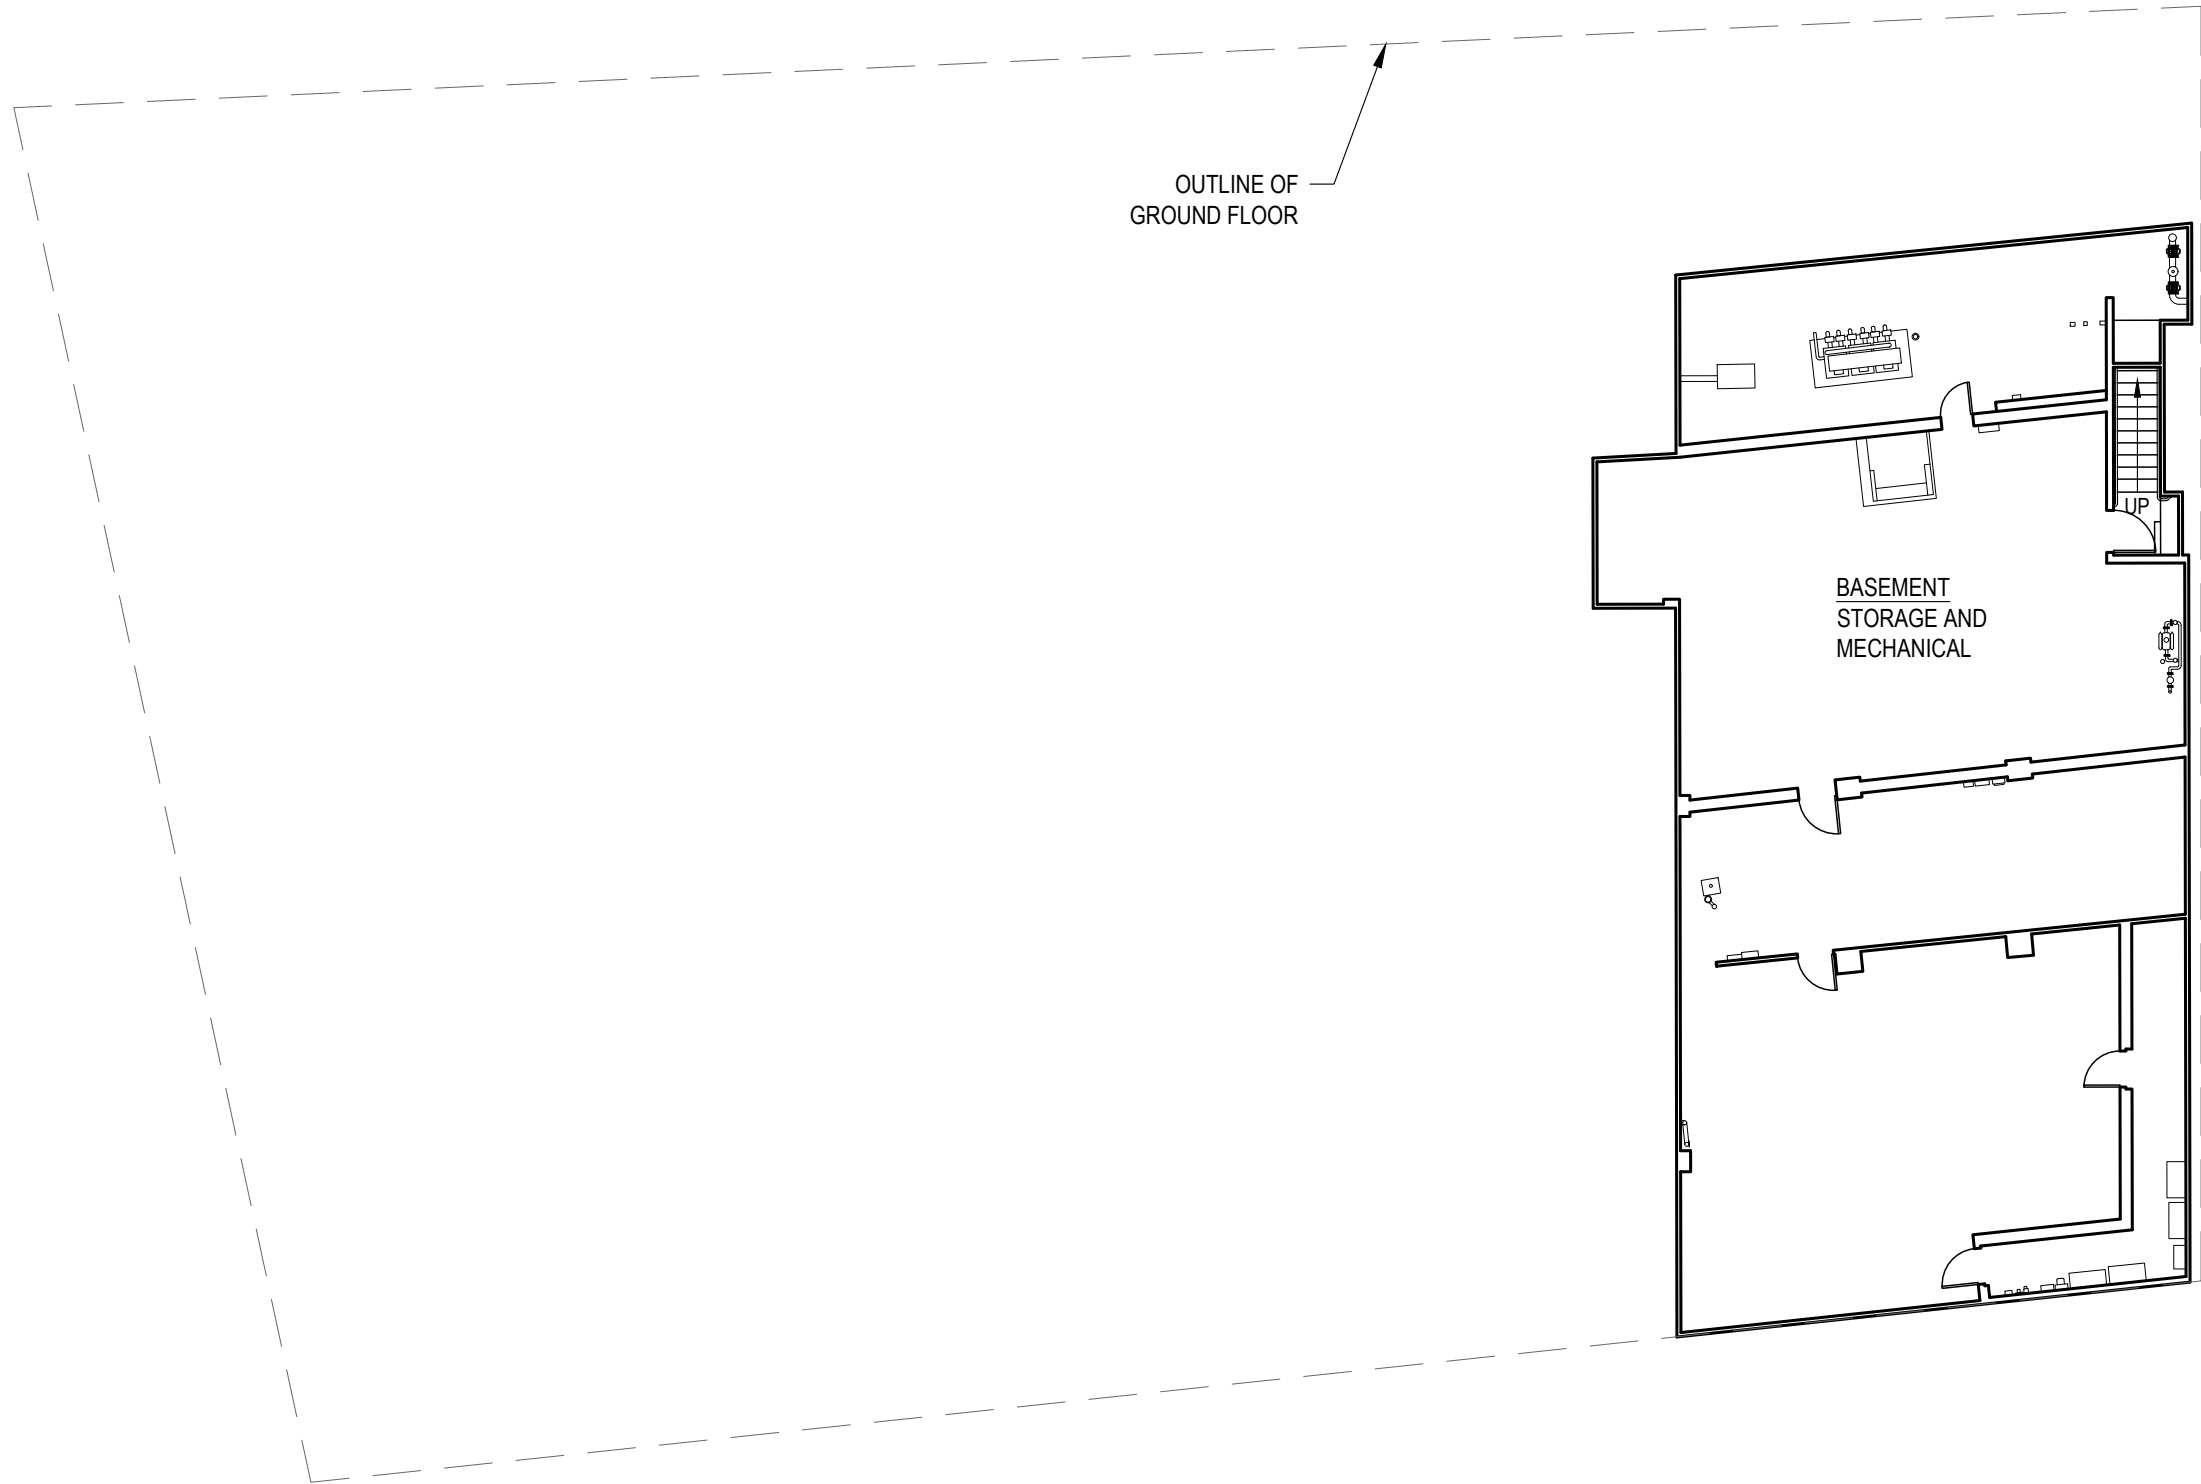 OUTLINE OF
GROUND FLOOR
UP
BASEMENT
STORAGE AND
MECHANICAL